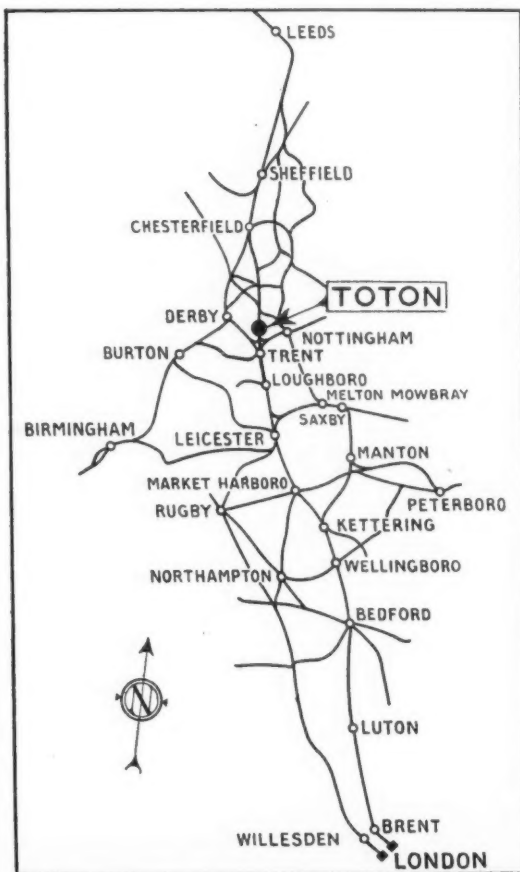 LEEDS
SHEFFIELD
CHESTERFIELD
TOTON
DERBY
NOTTINGHAM
BURTON
TRENT
LOUGHBORO
MELTON MOWBRAY
SAXBY
BIRMINGHAM
LEICESTER
MANTON
MARKET HARBORO
PETERBORO
RUGBY
KETTERING
WELLINGBORO
NORTHAMPTON
BEDFORD
N
LUTON
BRENT
WILLESDEN
LONDON